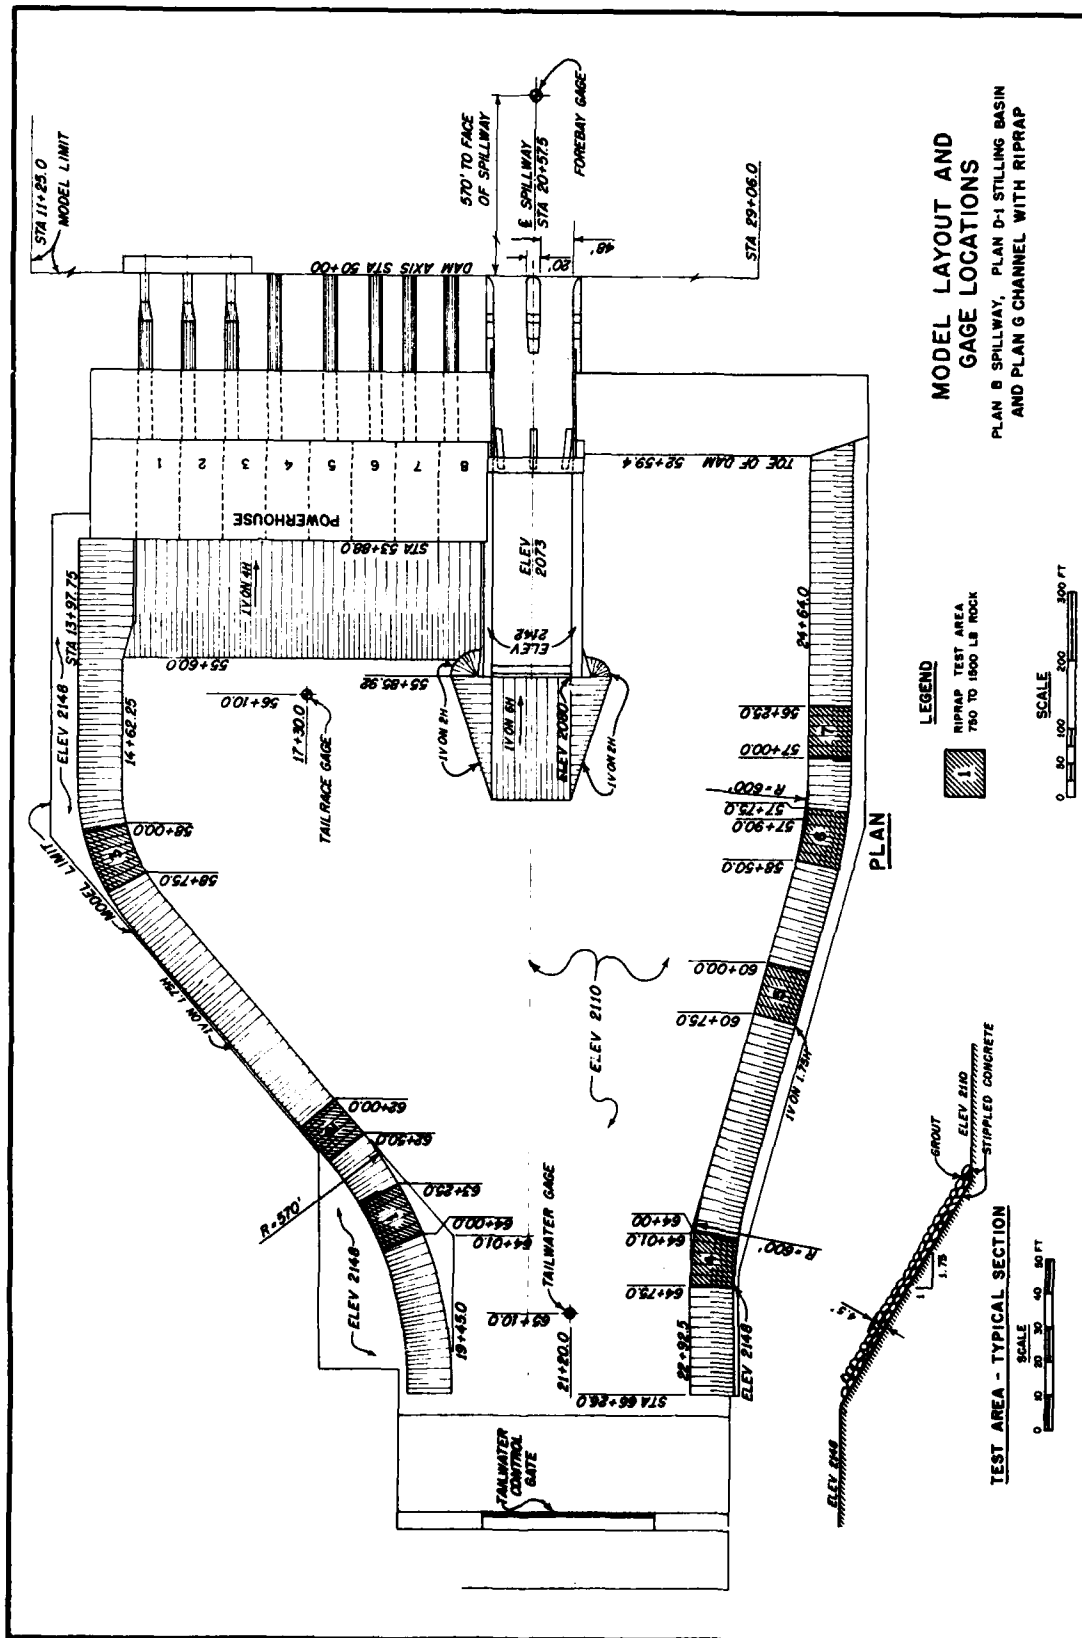 STA 11+25.0
MODEL LIMIT
570' TO FACE
OF SPILLWAY
FOREBAY GAGE
℄ SPILLWAY
STA 20+57.5
48'
20'
STA 29+06.0
DAM AXIS STA 50+00
1
2
3
4
5
6
7
8
POWERHOUSE
STA 53+88.0
TOE OF DAM 52+59.4
ELEV
2073
ELEV
2142
ELEV 2148
STA 13+97.75
14+62.25
1V ON 4H
55+60.0
56+10.0
17+30.0
TAILRACE GAGE
55+85.92
1V ON 2H
1V ON 6H
ELEV 2080
1V ON 2H
24+64.0
56+25.0
57+00.0
7
R=600'
57+75.0
57+90.0
6
58+50.0
MODEL LIMIT
58+00.0
58+75.0
1V ON 1.75H
ELEV 2110
60+00.0
60+75.0
1V ON 1.75H
62+00.0
62+50.0
R=570'
63+25.0
64+00.0
64+01.0
1
ELEV 2148
19+45.0
TAILWATER GAGE
65+10.0
21+20.0
64+00
64+01.0
R=600'
4
64+75.0
22+92.5
ELEV 2148
STA 66+26.0
TAILWATER
CONTROL
GATE
PLAN
MODEL LAYOUT AND
GAGE LOCATIONS
PLAN B SPILLWAY, PLAN D-1 STILLING BASIN
AND PLAN G CHANNEL WITH RIPRAP
LEGEND
1
RIPRAP TEST AREA
750 TO 1500 LB ROCK
SCALE
0 50 100 200 300 FT
ELEV 2148
4.5'
1
1.75
GROUT
ELEV 2110
STIPPLED CONCRETE
TEST AREA - TYPICAL SECTION
SCALE
0 10 20 30 40 50 FT